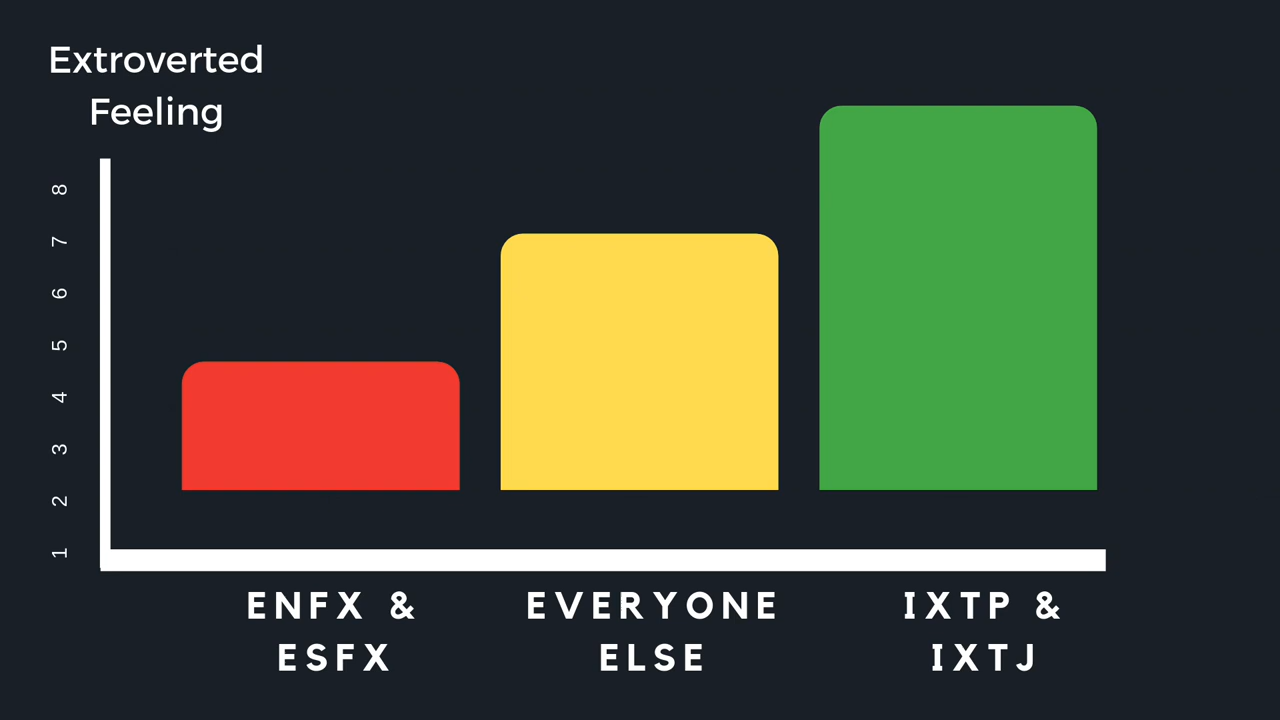 Extroverted
Feeling
8
7
6
5
4
3
2
1
ENFX &
ESFX
EVERYONE
ELSE
IXTP &
IXTJ